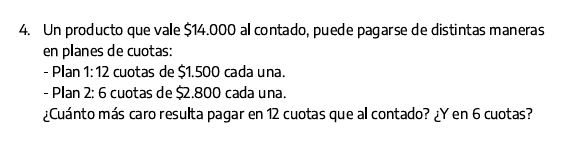 4. Un producto que vale $14.000 al contado, puede pagarse de distintas maneras
en planes de cuotas:
- Plan 1: 12 cuotas de $1.500 cada una.
- Plan 2: 6 cuotas de $2.800 cada una.
¿Cuánto más caro resulta pagar en 12 cuotas que al contado? ¿Y en 6 cuotas?